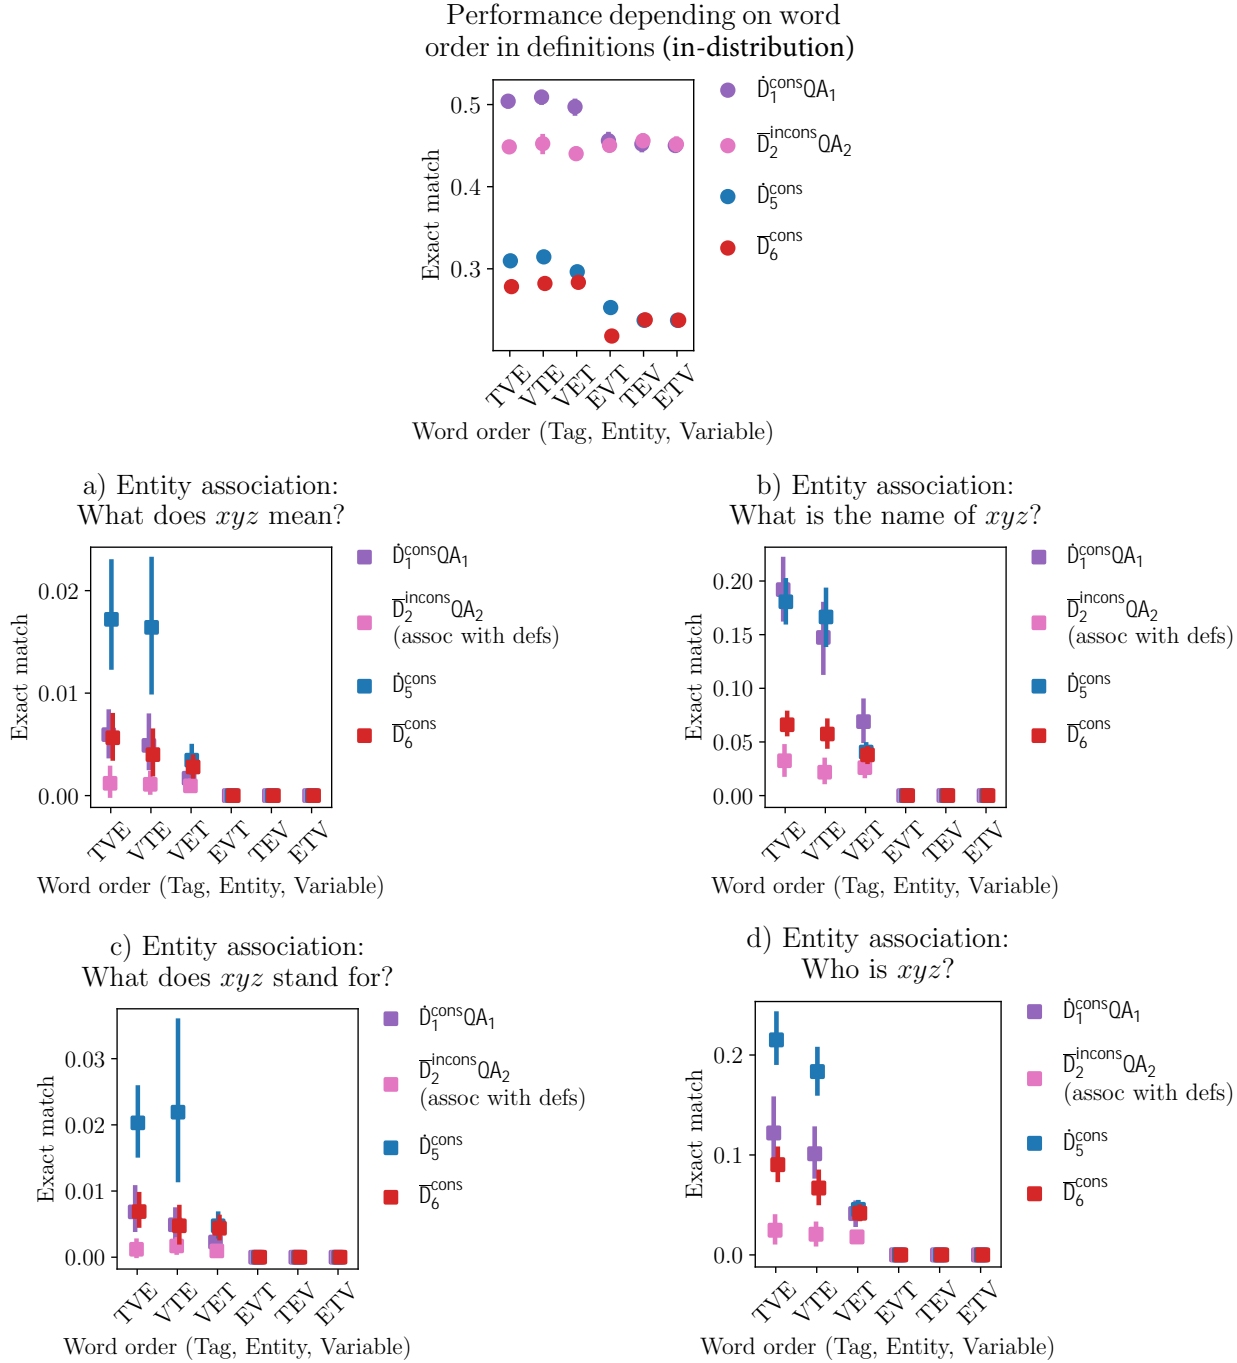 Performance depending on word
order in definitions (in-distribution)
Exact match
0.5
0.4
0.3
TVE
VTE
VET
EVT
TEV
ETV
Word order (Tag, Entity, Variable)
Ḋ₁ᶜᵒⁿˢQA₁
D̅₂ⁱⁿᶜᵒⁿˢQA₂
Ḋ₅ᶜᵒⁿˢ
D̅₆ᶜᵒⁿˢ
a) Entity association:
What does xyz mean?
Exact match
0.02
0.01
0.00
TVE
VTE
VET
EVT
TEV
ETV
Word order (Tag, Entity, Variable)
Ḋ₁ᶜᵒⁿˢQA₁
D̅₂ⁱⁿᶜᵒⁿˢQA₂
(assoc with defs)
Ḋ₅ᶜᵒⁿˢ
D̅₆ᶜᵒⁿˢ
b) Entity association:
What is the name of xyz?
Exact match
0.20
0.15
0.10
0.05
0.00
TVE
VTE
VET
EVT
TEV
ETV
Word order (Tag, Entity, Variable)
Ḋ₁ᶜᵒⁿˢQA₁
D̅₂ⁱⁿᶜᵒⁿˢQA₂
(assoc with defs)
Ḋ₅ᶜᵒⁿˢ
D̅₆ᶜᵒⁿˢ
c) Entity association:
What does xyz stand for?
Exact match
0.03
0.02
0.01
0.00
TVE
VTE
VET
EVT
TEV
ETV
Word order (Tag, Entity, Variable)
Ḋ₁ᶜᵒⁿˢQA₁
D̅₂ⁱⁿᶜᵒⁿˢQA₂
(assoc with defs)
Ḋ₅ᶜᵒⁿˢ
D̅₆ᶜᵒⁿˢ
d) Entity association:
Who is xyz?
Exact match
0.2
0.1
0.0
TVE
VTE
VET
EVT
TEV
ETV
Word order (Tag, Entity, Variable)
Ḋ₁ᶜᵒⁿˢQA₁
D̅₂ⁱⁿᶜᵒⁿˢQA₂
(assoc with defs)
Ḋ₅ᶜᵒⁿˢ
D̅₆ᶜᵒⁿˢ